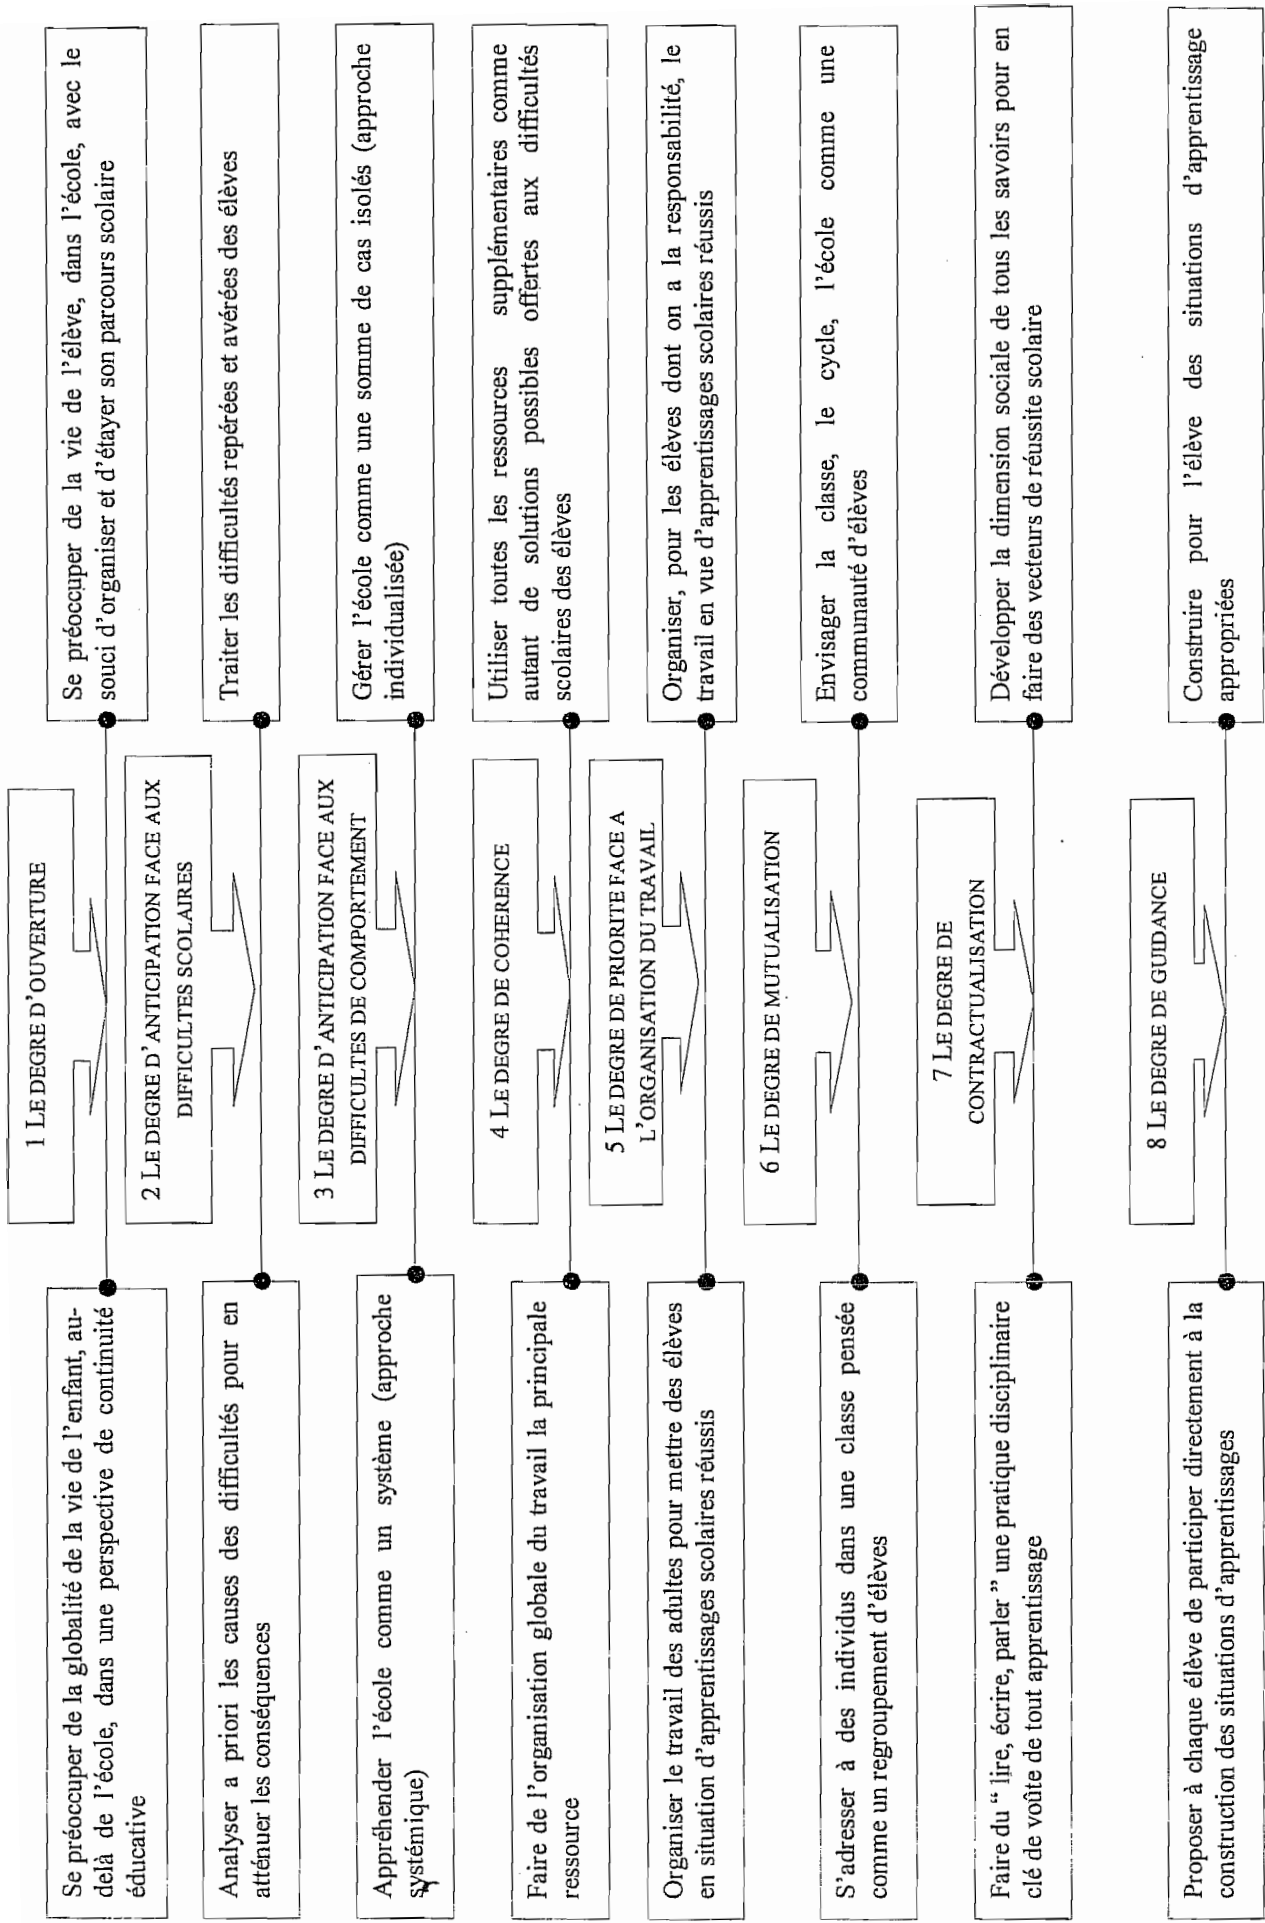 1 LE DEGRE D'OUVERTURE
Se préoccuper de la globalité de la vie de l'enfant, au-
delà de l'école, dans une perspective de continuité
éducative
Se préoccuper de la vie de l'élève, dans l'école, avec le
souci d'organiser et d'étayer son parcours scolaire
2 LE DEGRE D'ANTICIPATION FACE AUX
DIFFICULTES SCOLAIRES
Analyser a priori les causes des difficultés pour en
atténuer les conséquences
Traiter les difficultés repérées et avérées des élèves
3 LE DEGRE D'ANTICIPATION FACE AUX
DIFFICULTES DE COMPORTEMENT
Appréhender l'école comme un système (approche
systémique)
Gérer l'école comme une somme de cas isolés (approche
individualisée)
4 LE DEGRE DE COHERENCE
Faire de l'organisation globale du travail la principale
ressource
Utiliser toutes les ressources supplémentaires comme
autant de solutions possibles offertes aux difficultés
scolaires des élèves
5 LE DEGRE DE PRIORITE FACE A
L'ORGANISATION DU TRAVAIL
Organiser le travail des adultes pour mettre des élèves
en situation d'apprentissages scolaires réussis
Organiser, pour les élèves dont on a la responsabilité, le
travail en vue d'apprentissages scolaires réussis
6 LE DEGRE DE MUTUALISATION
S'adresser à des individus dans une classe pensée
comme un regroupement d'élèves
Envisager la classe, le cycle, l'école comme une
communauté d'élèves
7 LE DEGRE DE
CONTRACTUALISATION
Faire du “ lire, écrire, parler ” une pratique disciplinaire
clé de voûte de tout apprentissage
Développer la dimension sociale de tous les savoirs pour en
faire des vecteurs de réussite scolaire
8 LE DEGRE DE GUIDANCE
Proposer à chaque élève de participer directement à la
construction des situations d'apprentissages
Construire pour l'élève des situations d'apprentissage
appropriées